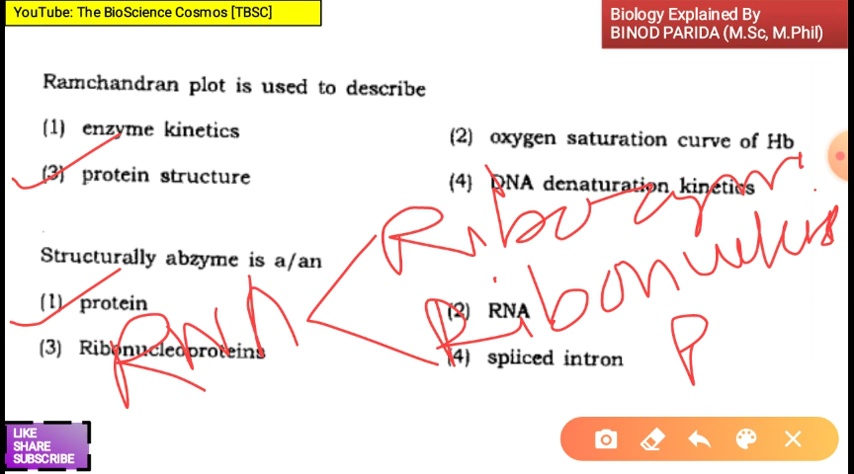 YouTube: The BioScience Cosmos [TBSC]
Biology Explained By
BINOD PARIDA (M.Sc, M.Phil)
Ramchandran plot is used to describe
(1) enzyme kinetics
(2) oxygen saturation curve of Hb
(3) protein structure
(4) DNA denaturation kinetics
Structurally abzyme is a/an
(1) protein
(2) RNA
(3) Ribonucleoproteins
(4) spliced intron
RNA
P
LIKE
SHARE
SUBSCRIBE